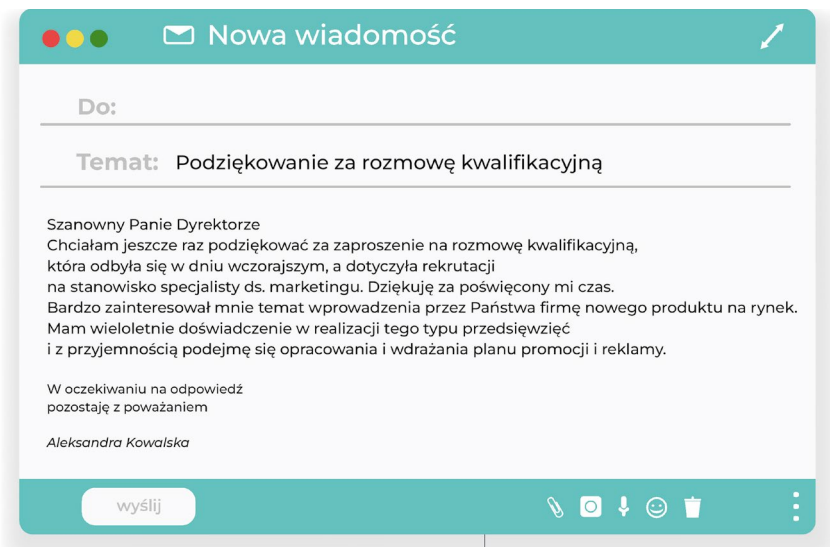 Nowa wiadomość
Do:
Temat: Podziękowanie za rozmowę kwalifikacyjną
Szanowny Panie Dyrektorze
Chciałam jeszcze raz podziękować za zaproszenie na rozmowę kwalifikacyjną,
która odbyła się w dniu wczorajszym, a dotyczyła rekrutacji
na stanowisko specjalisty ds. marketingu. Dziękuję za poświęcony mi czas.
Bardzo zainteresował mnie temat wprowadzenia przez Państwa firmę nowego produktu na rynek.
Mam wieloletnie doświadczenie w realizacji tego typu przedsięwzięć
i z przyjemnością podejmę się opracowania i wdrażania planu promocji i reklamy.
W oczekiwaniu na odpowiedź
pozostaję z poważaniem
Aleksandra Kowalska
wyślij